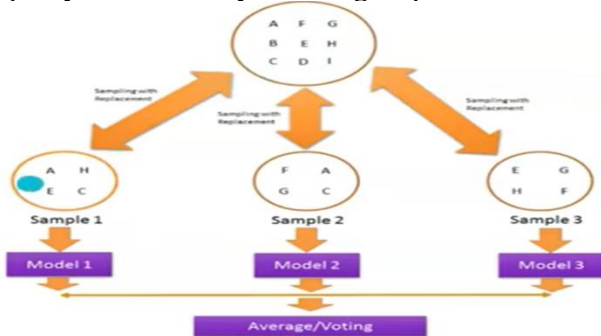 A F G
B E H
C D I
Sampling with
Replacement
Sampling with
Replacement
Sampling with
Replacement
A H
E C
F A
G C
E G
H F
Sample 1
Sample 2
Sample 3
Model 1
Model 2
Model 3
Average/Voting